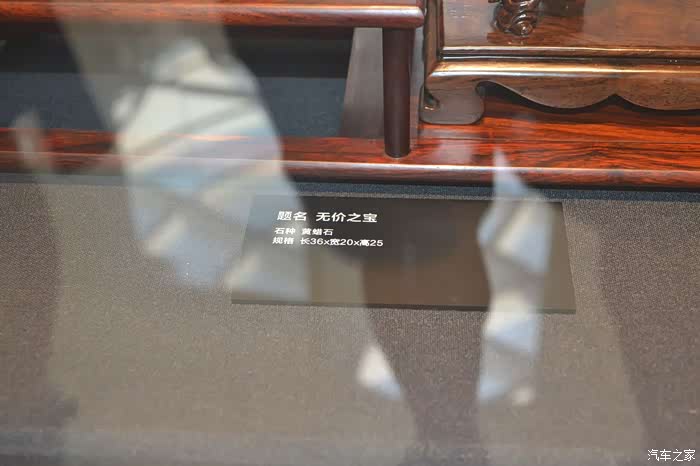 题名 无价之宝
石种 黄蜡石
规格 长36x宽20x高25
汽车之家